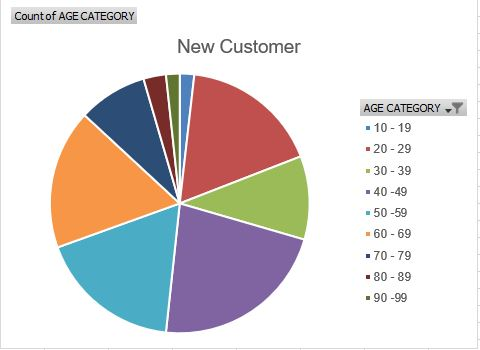 Count of AGE CATEGORY
New Customer
AGE CATEGORY
10 - 19
20 - 29
30 - 39
40 -49
50 -59
60 - 69
70 - 79
80 - 89
90 -99